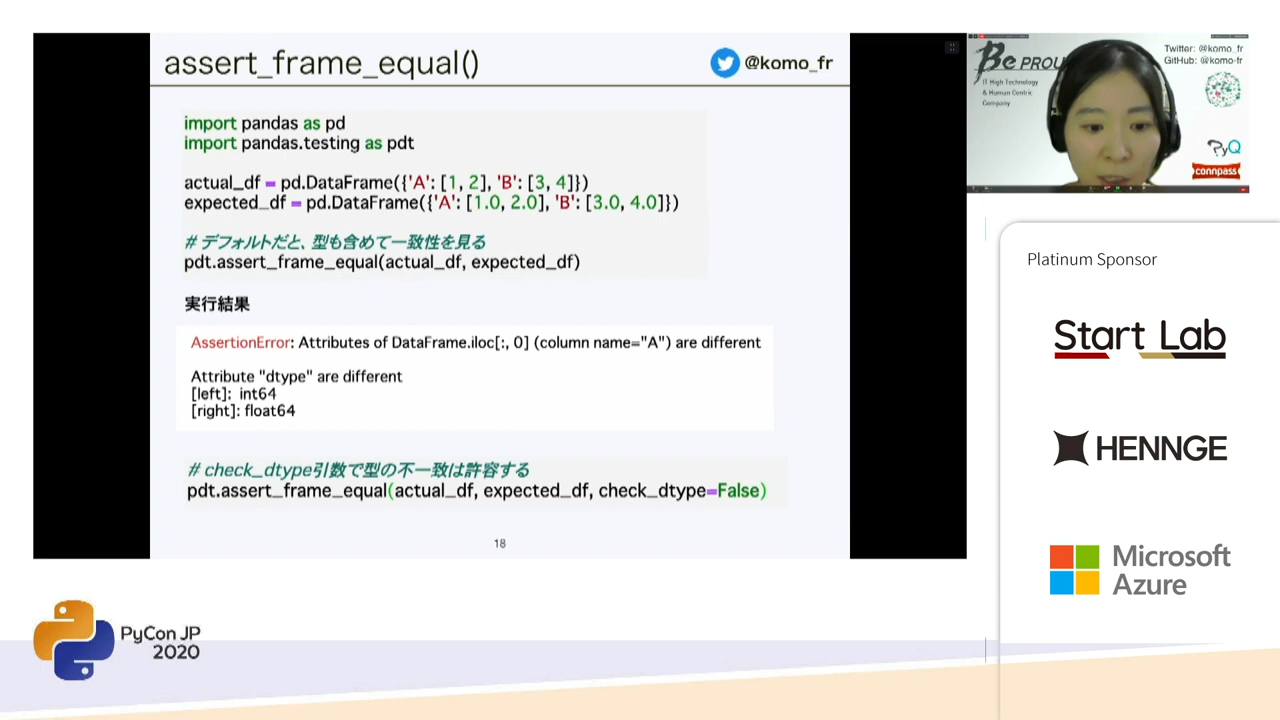 assert_frame_equal()
@komo_fr
import pandas as pd
import pandas.testing as pdt
actual_df = pd.DataFrame({'A': [1, 2], 'B': [3, 4]})
expected_df = pd.DataFrame({'A': [1.0, 2.0], 'B': [3.0, 4.0]})
# デフォルトだと、型も含めて一致性を見る
pdt.assert_frame_equal(actual_df, expected_df)
実行結果
AssertionError: Attributes of DataFrame.iloc[:, 0] (column name="A") are different
Attribute "dtype" are different
[left]: int64
[right]: float64
# check_dtype引数で型の不一致は許容する
pdt.assert_frame_equal(actual_df, expected_df, check_dtype=False)
18
Be PROU
IT High Technology
& Human Centric
Company
Twitter: @komo_fr
GitHub: @komo-fr
PyQ
connpass
Platinum Sponsor
Start Lab
HENNGE
Microsoft
Azure
PyCon JP
2020